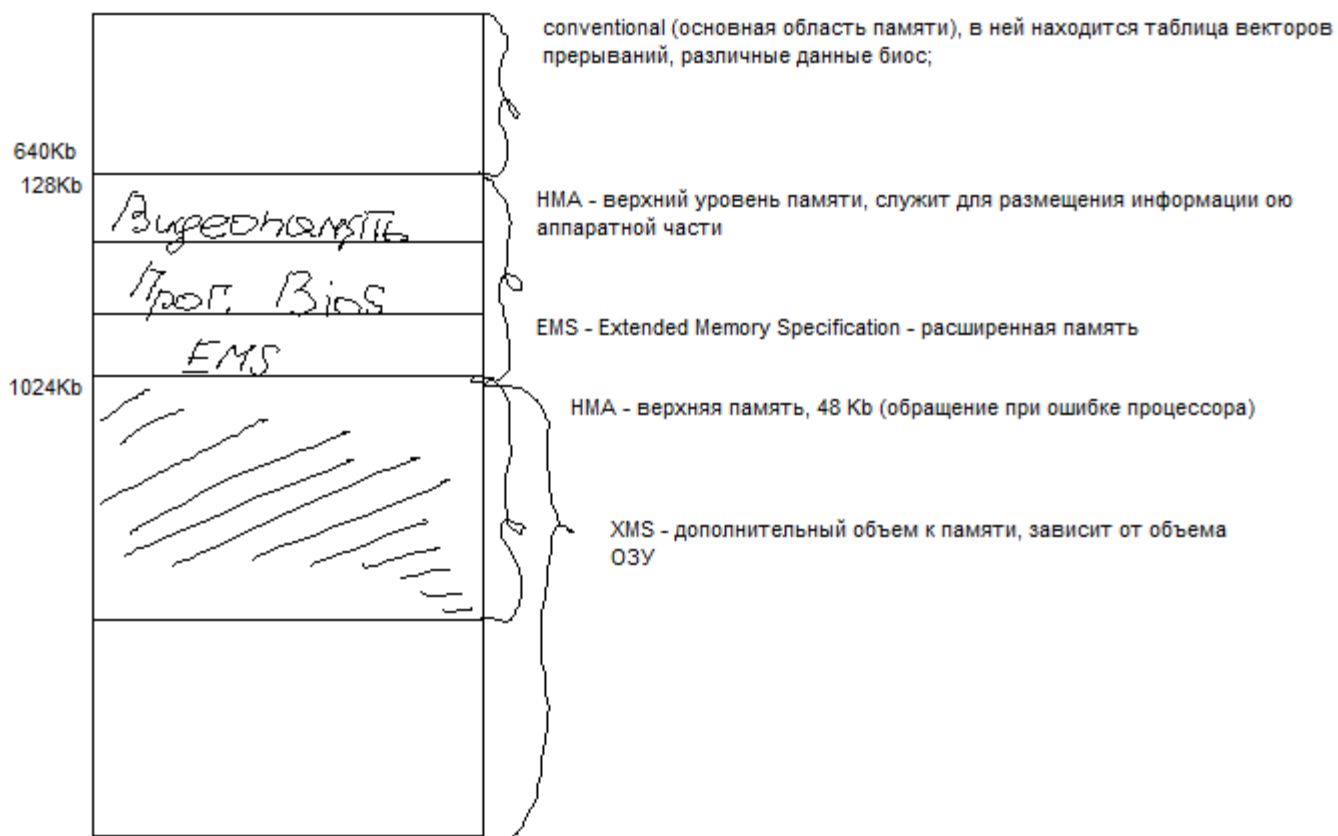 conventional (основная область памяти), в ней находится таблица векторов
прерываний, различные данные биос;
640Kb
128Kb
HMA - верхний уровень памяти, служит для размещения информации ою
аппаратной части
Видеопамять
Прог. Bios
EMS - Extended Memory Specification - расширенная память
EMS
1024Kb
HMA - верхняя память, 48 Kb (обращение при ошибке процессора)
XMS - дополнительный объем к памяти, зависит от объема
ОЗУ